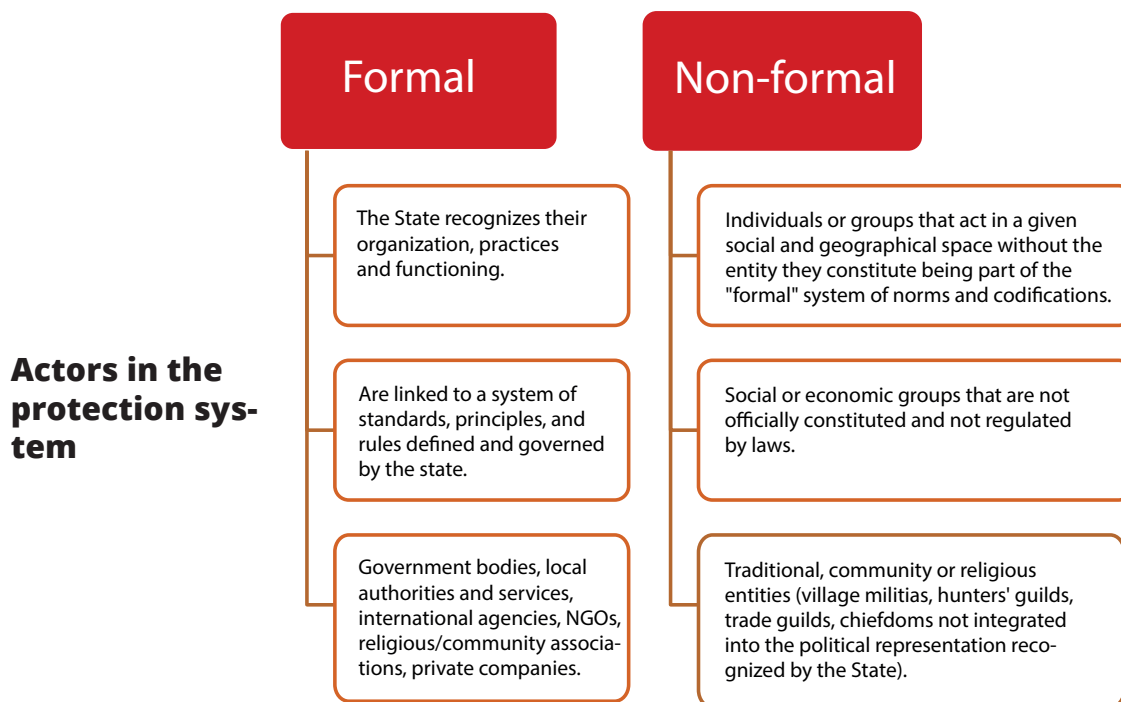 Actors in the
protection sys-
tem
Formal
The State recognizes their
organization, practices
and functioning.
Are linked to a system of
standards, principles, and
rules defined and governed
by the state.
Government bodies, local
authorities and services,
international agencies, NGOs,
religious/community associa-
tions, private companies.
Non-formal
Individuals or groups that act in a given
social and geographical space without the
entity they constitute being part of the
"formal" system of norms and codifications.
Social or economic groups that are not
officially constituted and not regulated
by laws.
Traditional, community or religious
entities (village militias, hunters' guilds,
trade guilds, chiefdoms not integrated
into the political representation reco-
gnized by the State).